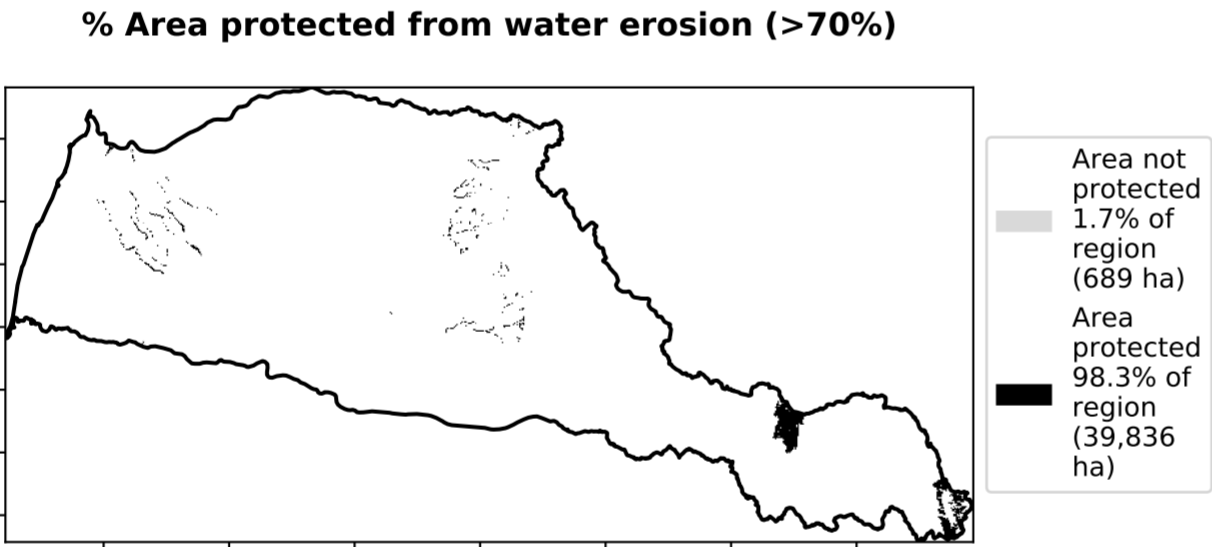 % Area protected from water erosion (>70%)
Area not
protected
1.7% of
region
(689 ha)
Area
protected
98.3% of
region
(39,836
ha)